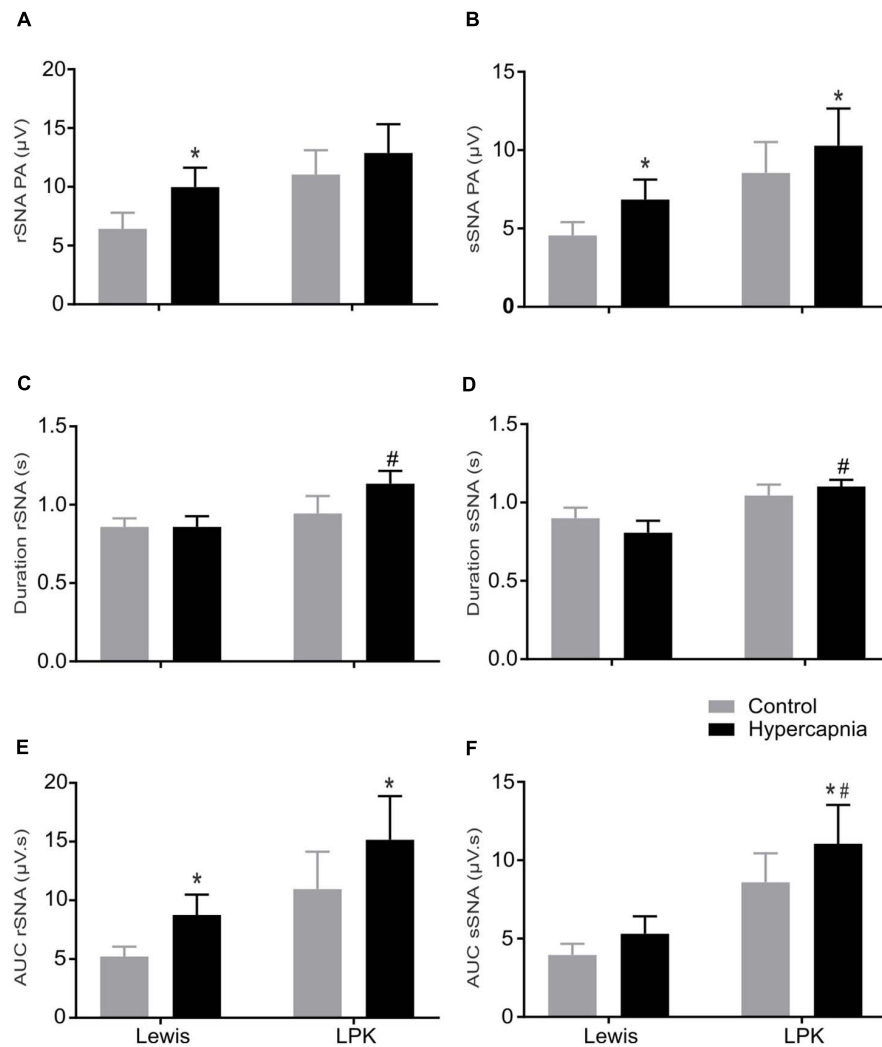 A
rSNA PA (µV)
20
15
10
5
0
*
B
sSNA PA (µV)
15
10
5
0
*
*
C
Duration rSNA (s)
1.5
1.0
0.5
0.0
#
D
Duration sSNA (s)
1.5
1.0
0.5
0.0
#
Control
Hypercapnia
E
AUC rSNA (µV.s)
20
15
10
5
0
*
*
Lewis
LPK
F
AUC sSNA (µV.s)
15
10
5
0
*#
Lewis
LPK